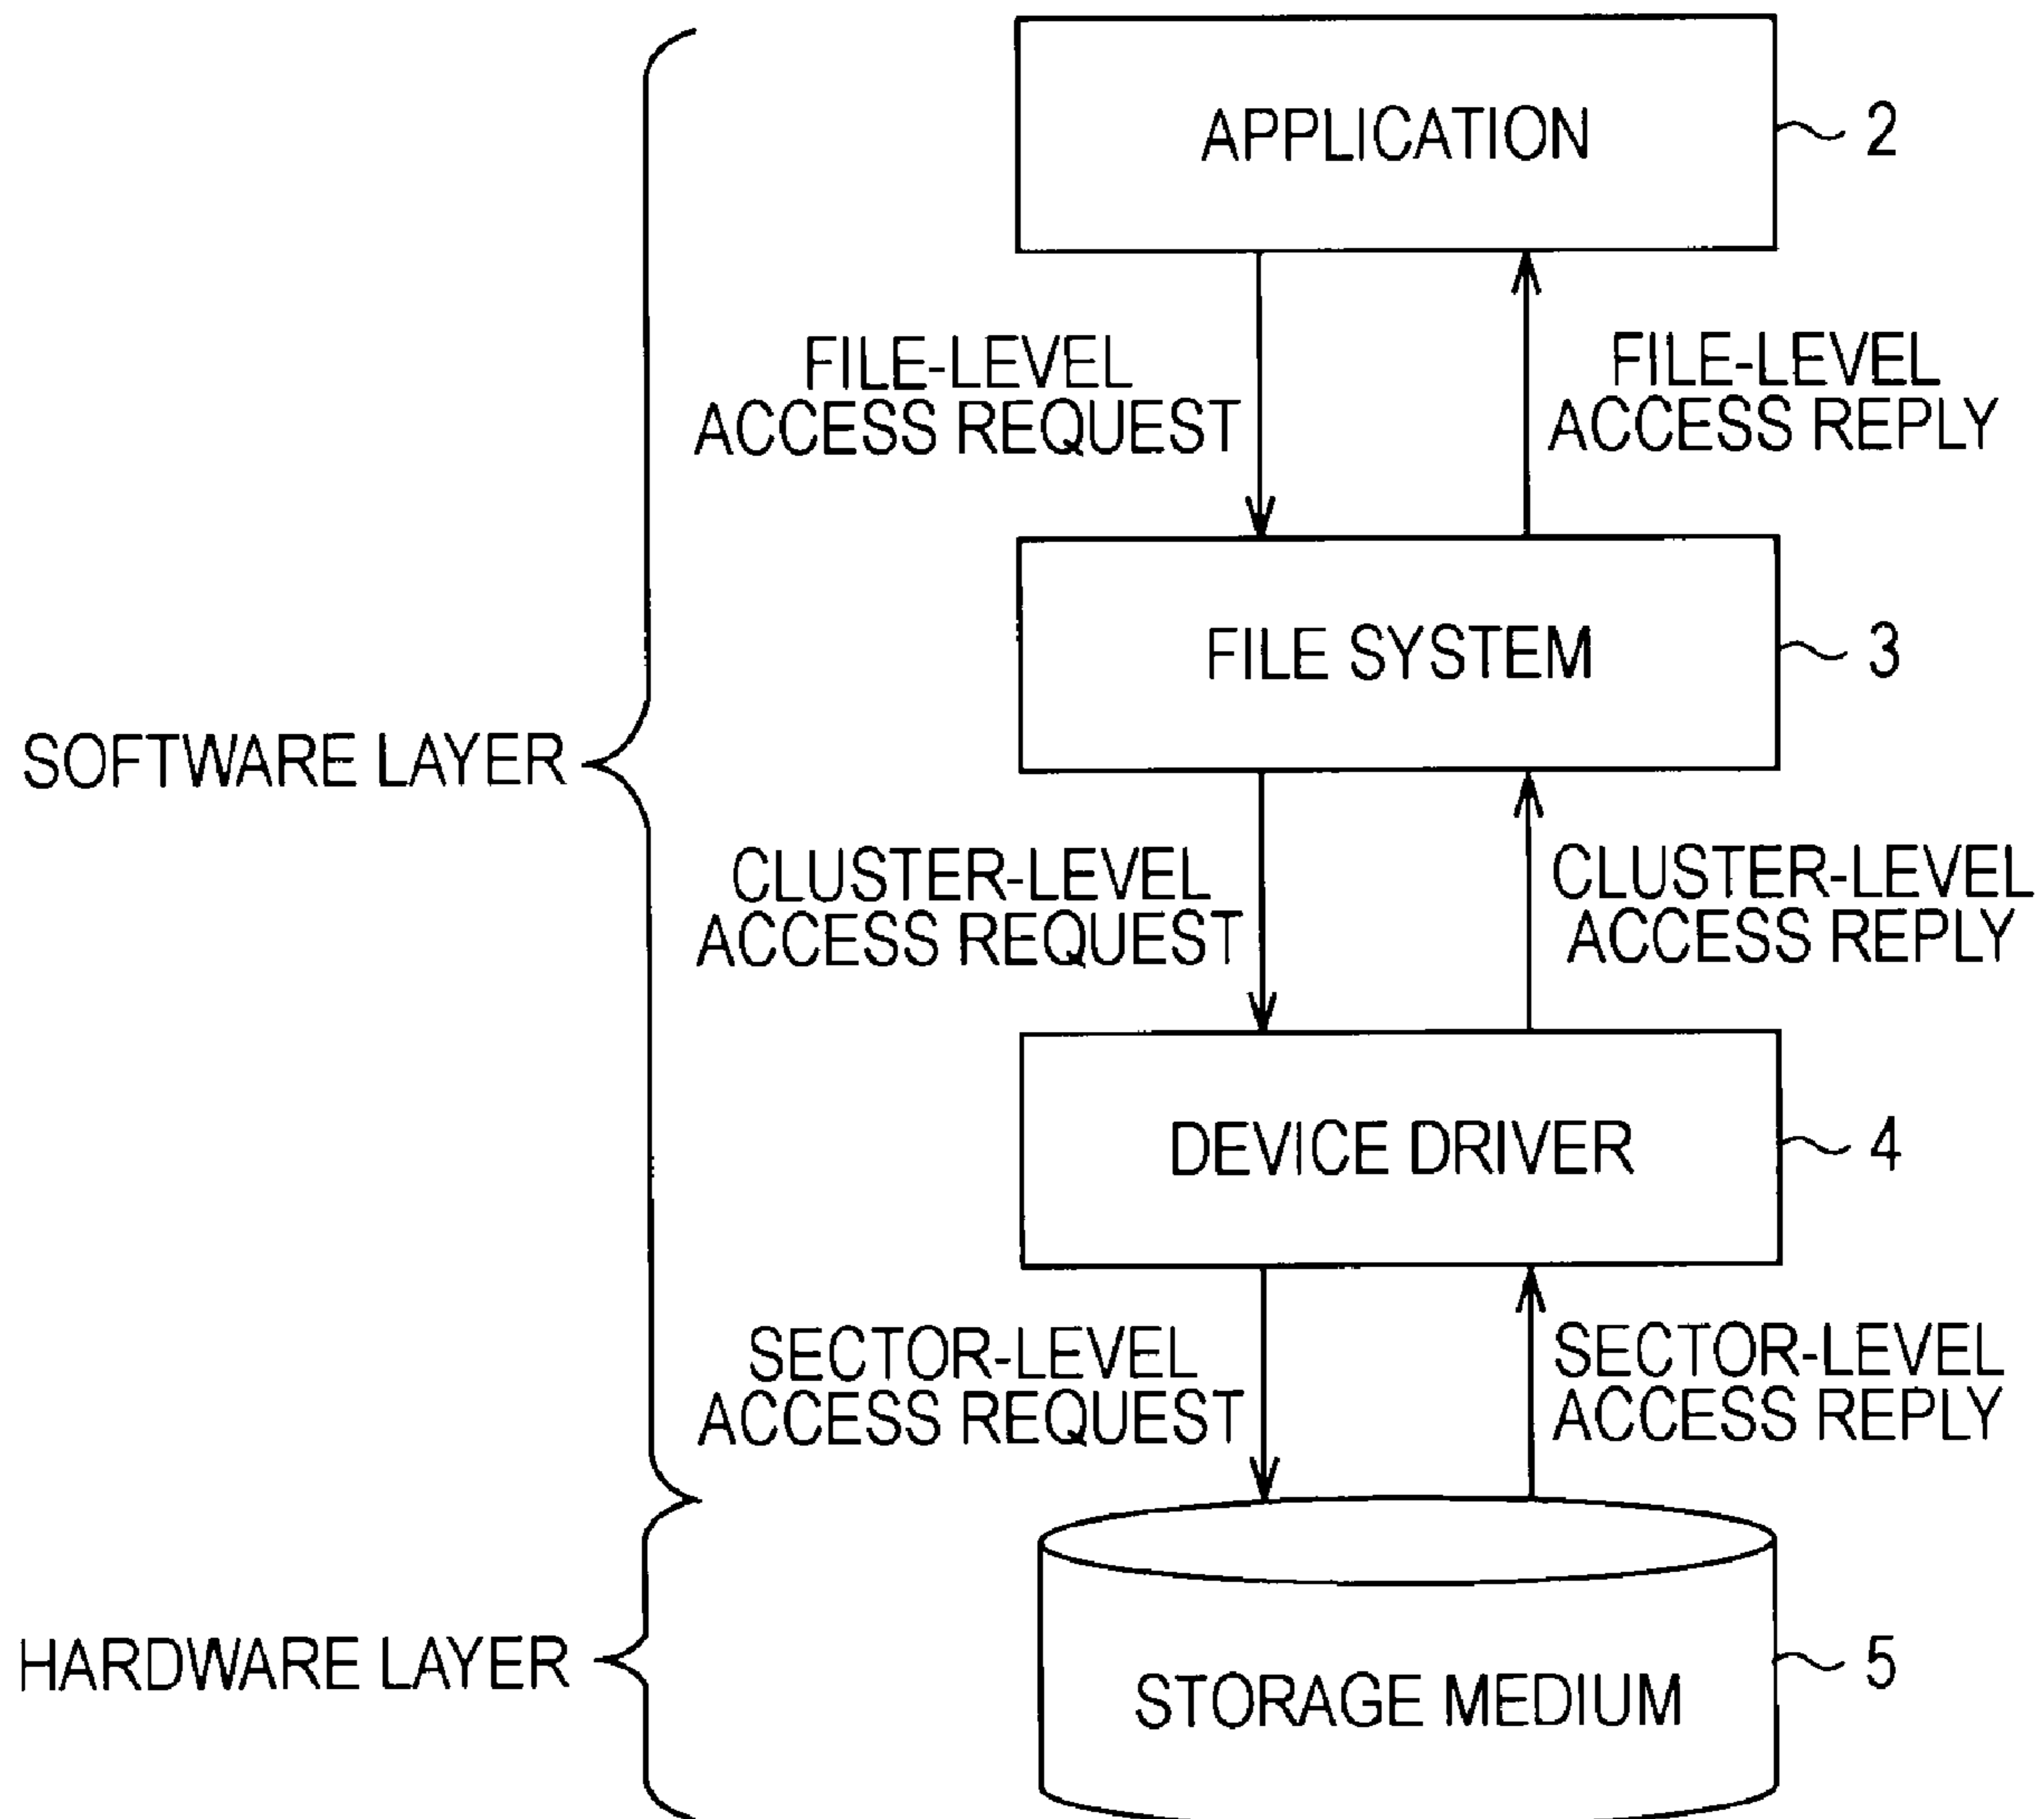 APPLICATION
2
FILE-LEVEL
ACCESS REQUEST
FILE-LEVEL
ACCESS REPLY
FILE SYSTEM
3
SOFTWARE LAYER
CLUSTER-LEVEL
ACCESS REQUEST
CLUSTER-LEVEL
ACCESS REPLY
DEVICE DRIVER
4
SECTOR-LEVEL
ACCESS REQUEST
SECTOR-LEVEL
ACCESS REPLY
HARDWARE LAYER
STORAGE MEDIUM
5